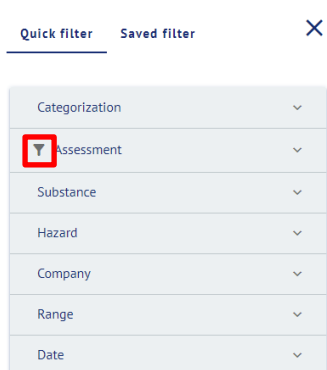 Quick filter Saved filter
Categorization
Assessment
Substance
Hazard
Company
Range
Date